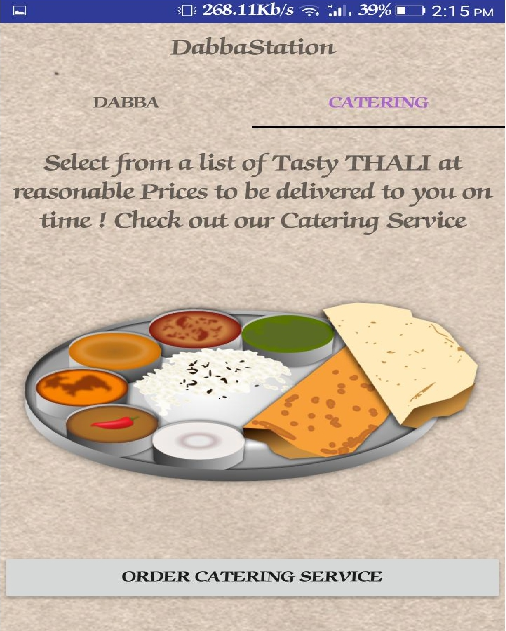 268.11Kb/s 39% 2:15 PM
DabbaStation
DABBA CATERING
Select from a list of Tasty THALI at
reasonable Prices to be delivered to you on
time ! Check out our Catering Service
ORDER CATERING SERVICE